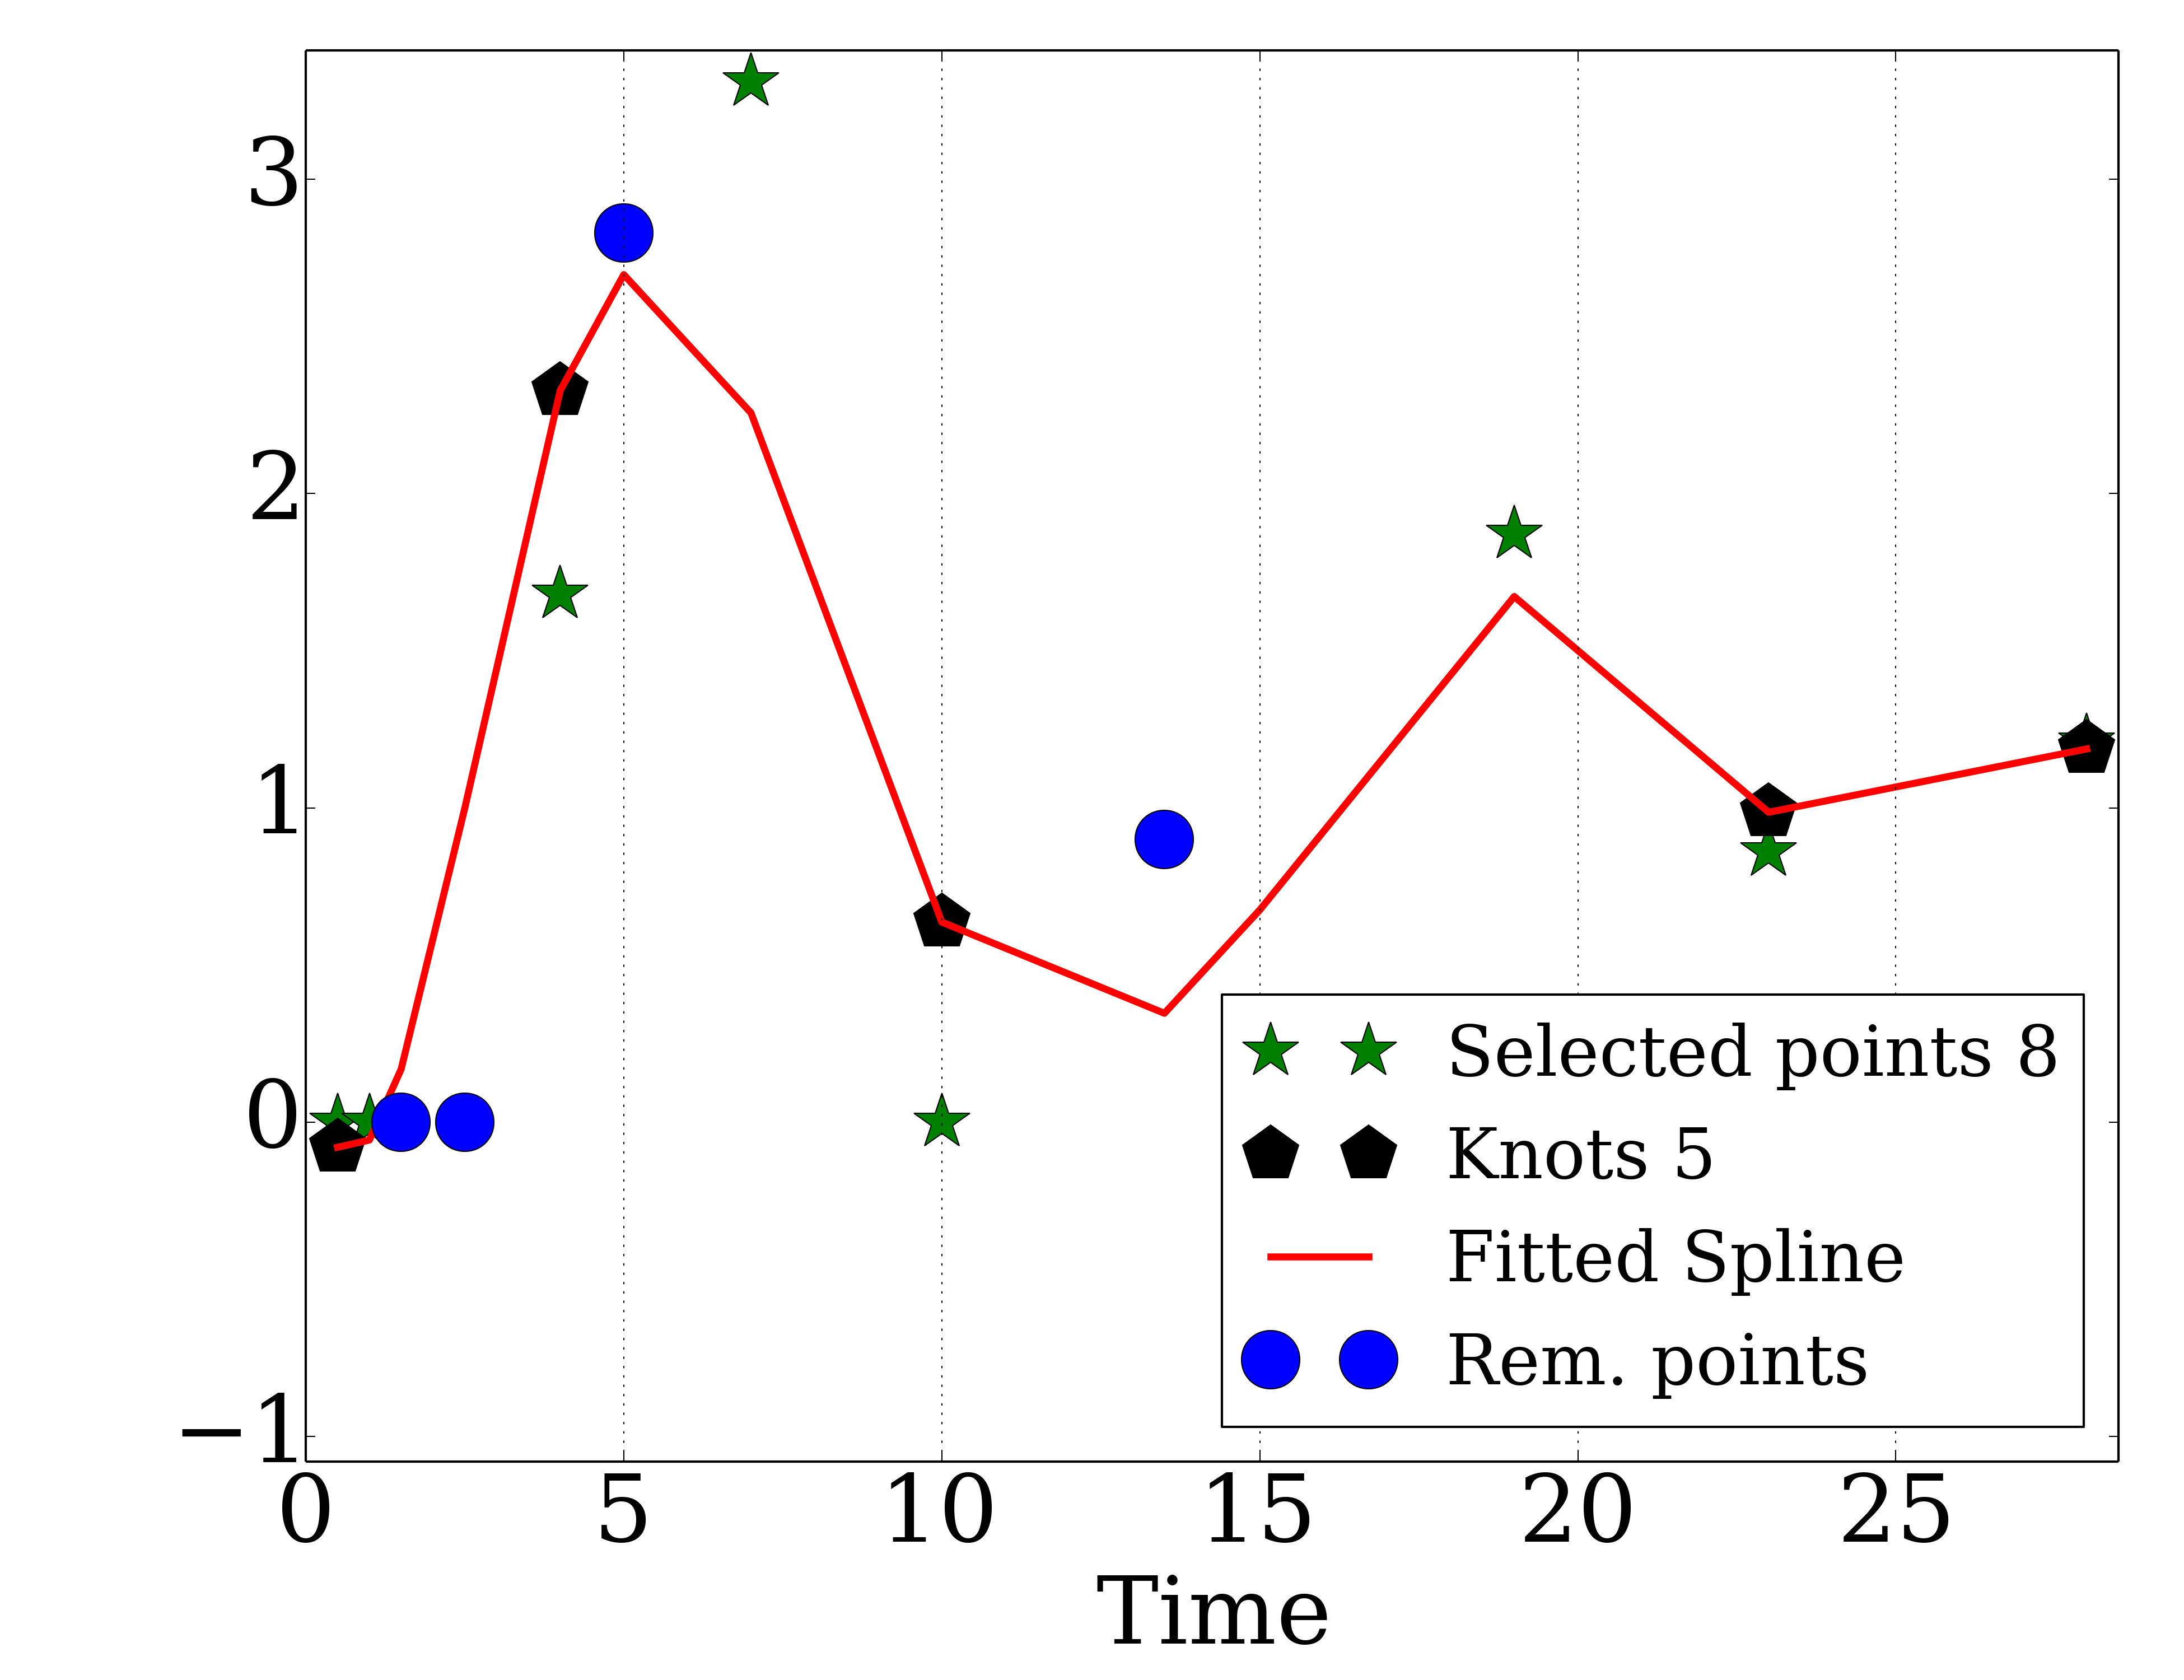 3
2
1
0
−1
0 5 10 15 20 25
Time
Selected points 8
Knots 5
Fitted Spline
Rem. points